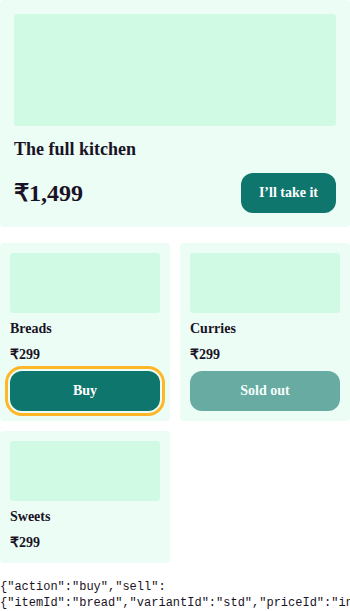 The full kitchen
₹1,499
I’ll take it
Breads
Curries
₹299
₹299
Buy
Sold out
Sweets
₹299
{"action":"buy","sell":
{"itemId":"bread","variantId":"std","priceId":"in